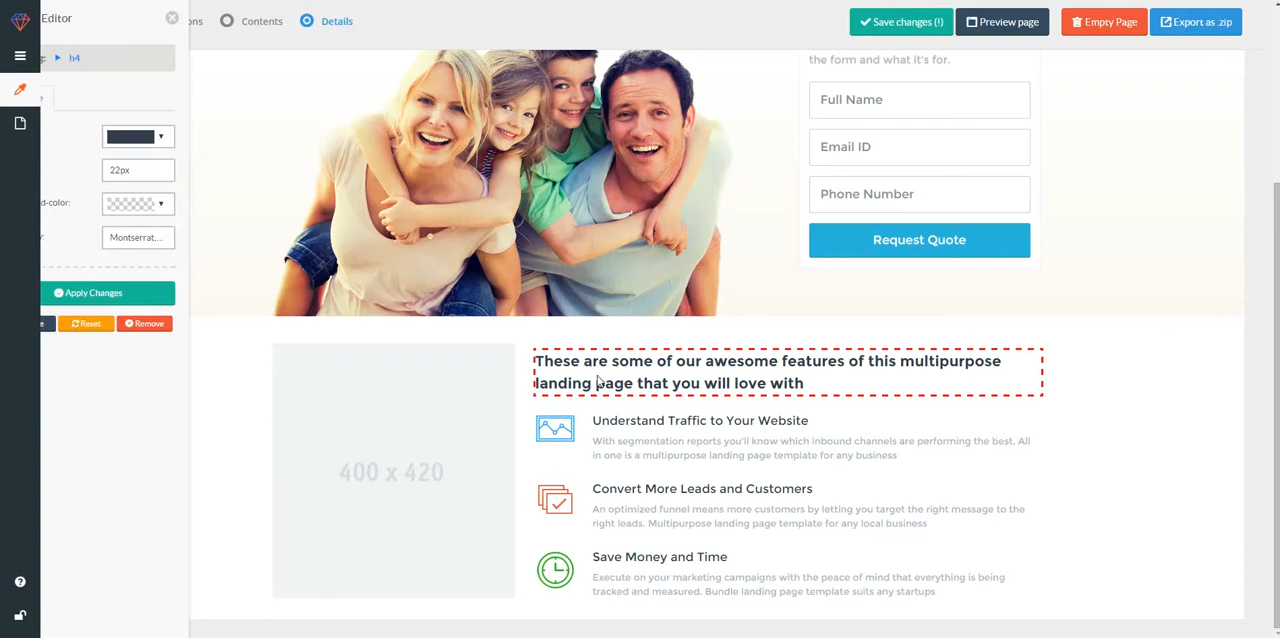 Editor
ons
Contents
Details
Save changes (!)
Preview page
Empty Page
Export as .zip
h4
22px
d-color:
Montserrat,...
Apply Changes
Reset
Remove
the form and what it's for.
Full Name
Email ID
Phone Number
Request Quote
400 x 420
These are some of our awesome features of this multipurpose
landing page that you will love with
Understand Traffic to Your Website
With segmentation reports you'll know which inbound channels are performing the best. All
in one is a multipurpose landing page template for any business
Convert More Leads and Customers
An optimized funnel means more customers by letting you target the right message to the
right leads. Multipurpose landing page template for any local business
Save Money and Time
Execute on your marketing campaigns with the peace of mind that everything is being
tracked and measured. Bundle landing page template suits any startups